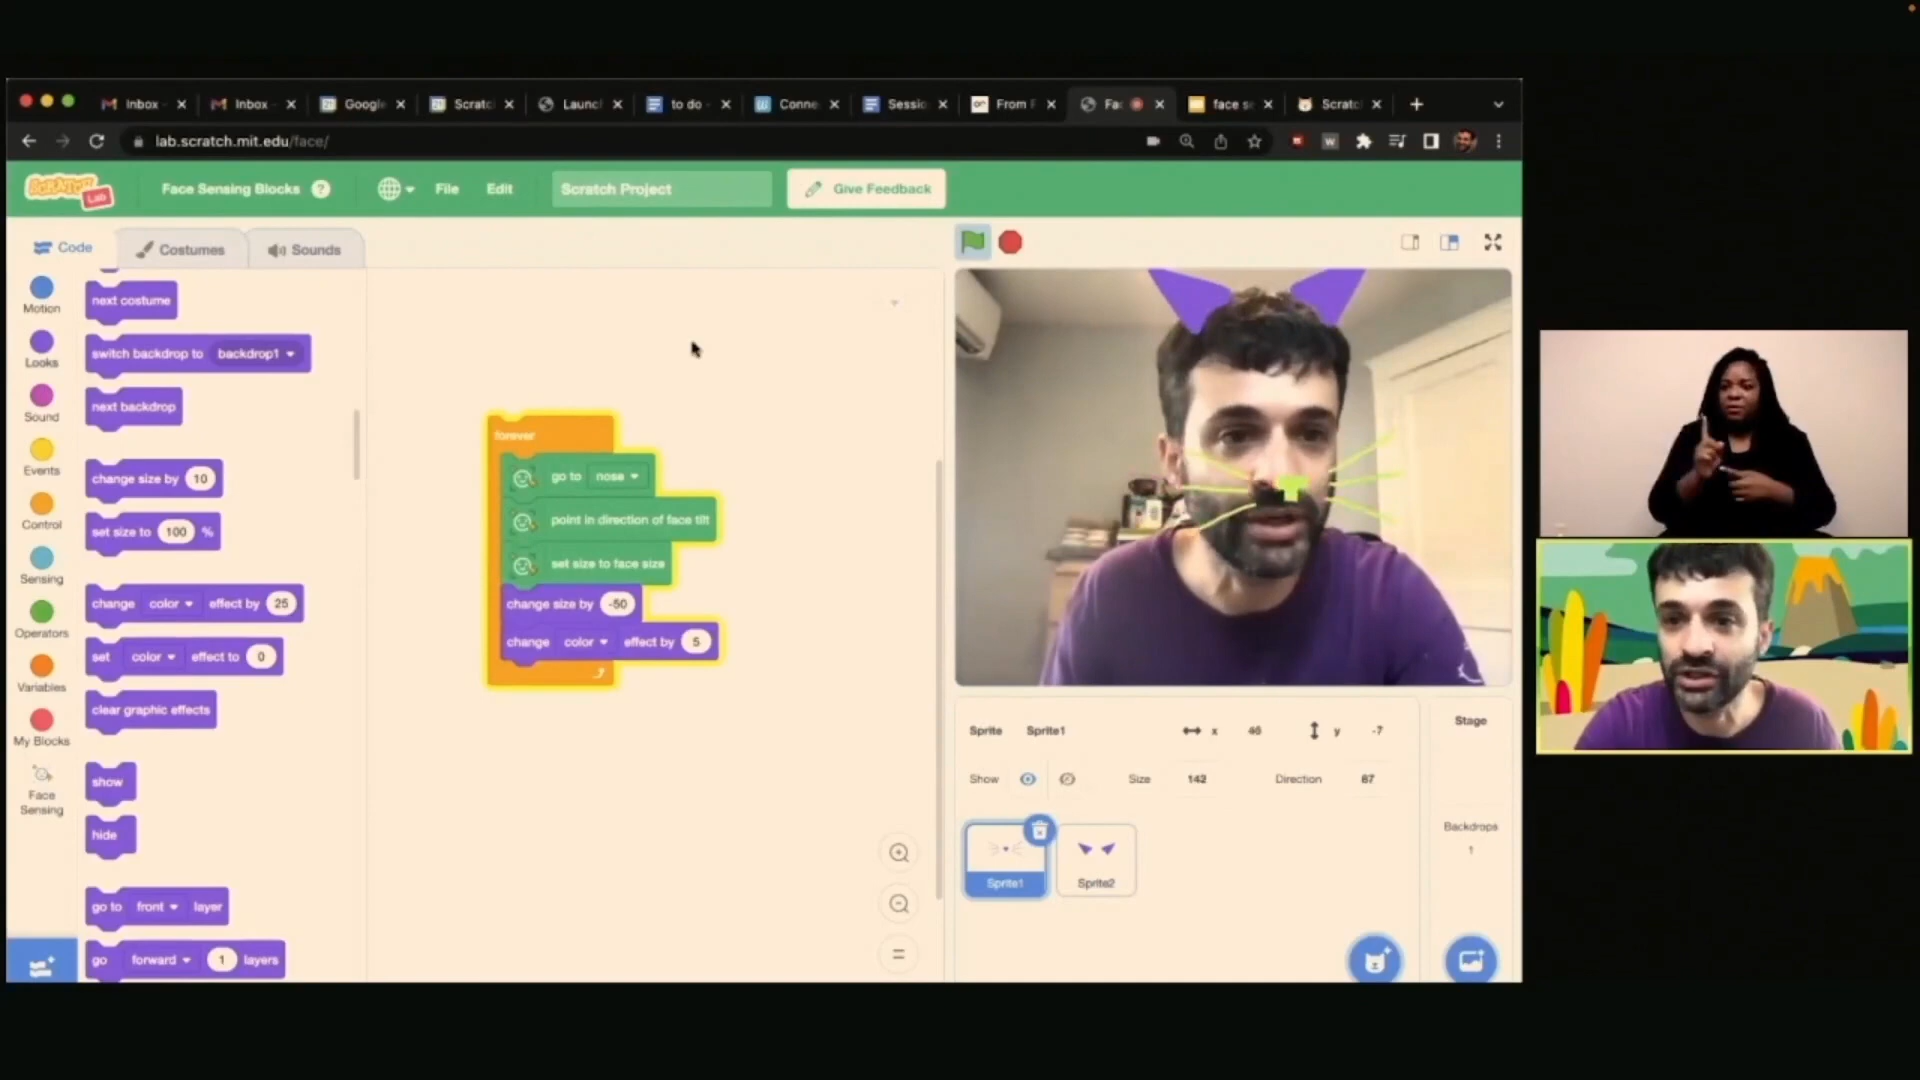 Inbox
Inbox
Google
Scratc
Launc
to do
Conne
Sessio
From F
Fac
face se
Scratc
lab.scratch.mit.edu/face/
SCRATCH
Lab
Face Sensing Blocks ?
File
Edit
Scratch Project
Give Feedback
Code
Costumes
Sounds
Motion
Looks
Sound
Events
Control
Sensing
Operators
Variables
My Blocks
Face
Sensing
next costume
switch backdrop to backdrop1
next backdrop
change size by 10
set size to 100 %
change color effect by 25
set color effect to 0
clear graphic effects
show
hide
go to front layer
go forward 1 layers
forever
go to nose
point in direction of face tilt
set size to face size
change size by -50
change color effect by 5
Sprite Sprite1 x 46 y -7
Show Size 142 Direction 87
Sprite1
Sprite2
Stage
Backdrops
1